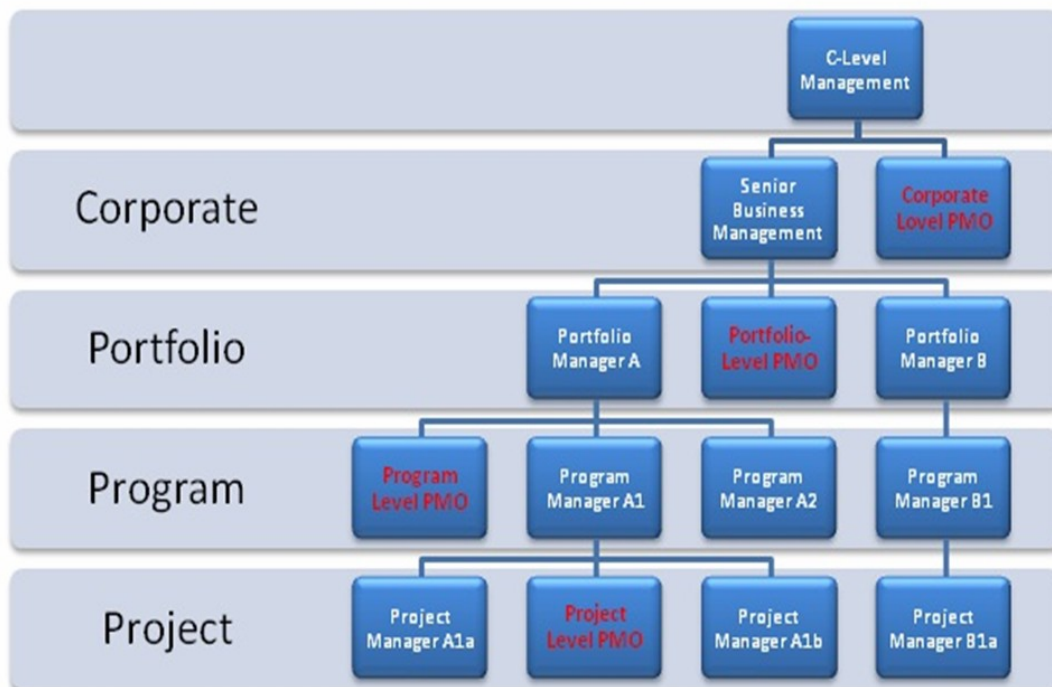 C-Level
Management
Corporate
Senior
Business
Management
Corporate
Lovel PMO
Portfolio
Portfolio
Manager A
Portfolio-
Level PMO
Portfolio
Manager B
Program
Program
Level PMO
Program
Manager A1
Program
Manager A2
Program
Manager B1
Project
Project
Manager A1a
Project
Level PMO
Project
Manager A1b
Project
Manager B1a